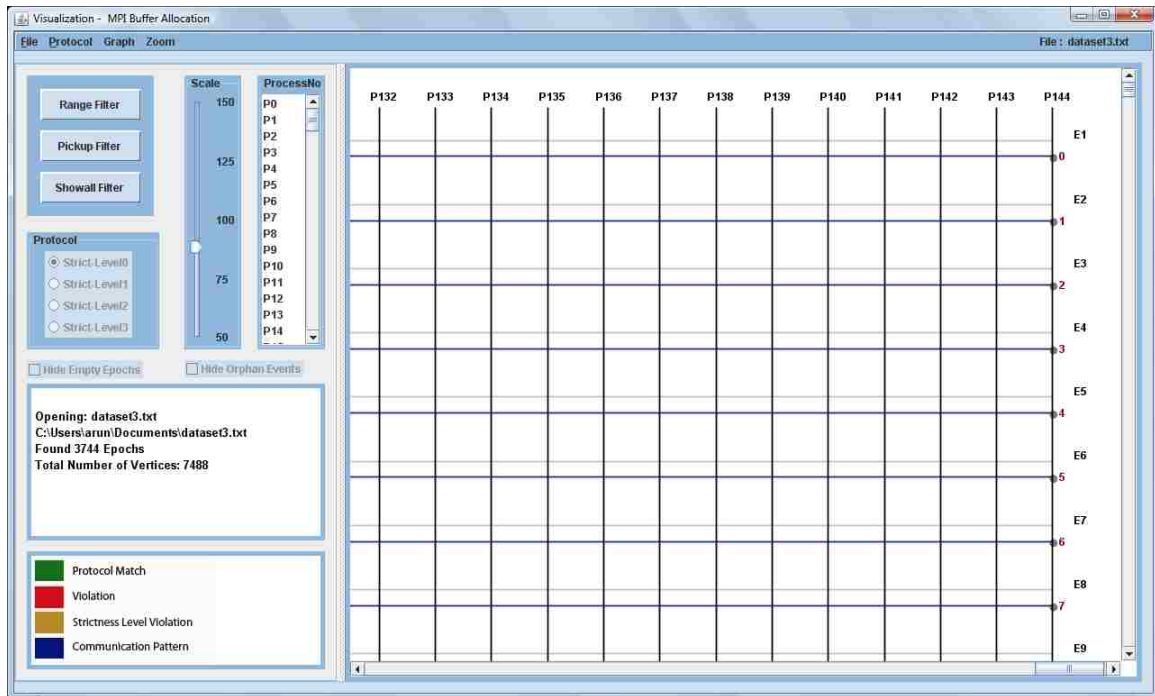 Visualization - MPI Buffer Allocation
File Protocol Graph Zoom
File : dataset3.txt
Range Filter
Pickup Filter
Showall Filter
Scale
150
125
100
75
50
ProcessNo
P0
P1
P2
P3
P4
P5
P6
P7
P8
P9
P10
P11
P12
P13
P14
Protocol
Strict-Level0
Strict-Level1
Strict-Level2
Strict-Level3
Hide Empty Epochs
Hide Orphan Events
Opening: dataset3.txt
C:\Users\arun\Documents\dataset3.txt
Found 3744 Epochs
Total Number of Vertices: 7488
Protocol Match
Violation
Strictness Level Violation
Communication Pattern
P132 P133 P134 P135 P136 P137 P138 P139 P140 P141 P142 P143 P144
E1
0
E2
1
E3
2
E4
3
E5
4
E6
5
E7
6
E8
7
E9